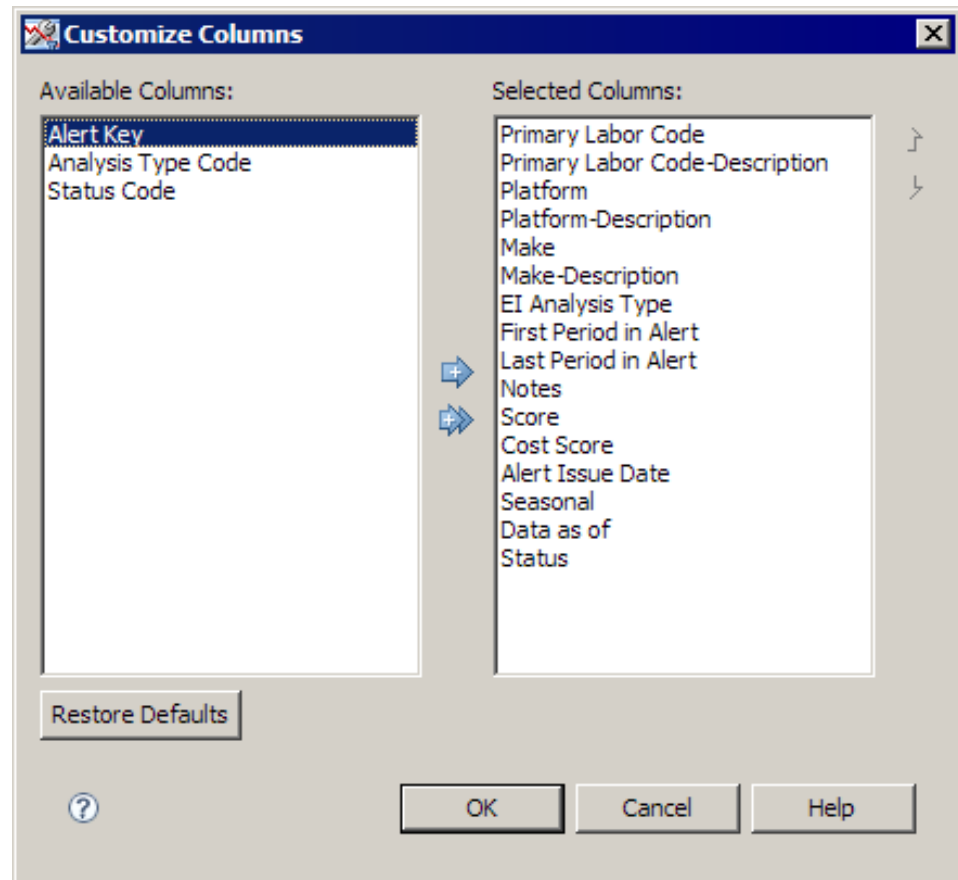 Customize Columns
Available Columns:
Alert Key
Analysis Type Code
Status Code
Selected Columns:
Primary Labor Code
Primary Labor Code-Description
Platform
Platform-Description
Make
Make-Description
EI Analysis Type
First Period in Alert
Last Period in Alert
Notes
Score
Cost Score
Alert Issue Date
Seasonal
Data as of
Status
Restore Defaults
?
OK
Cancel
Help